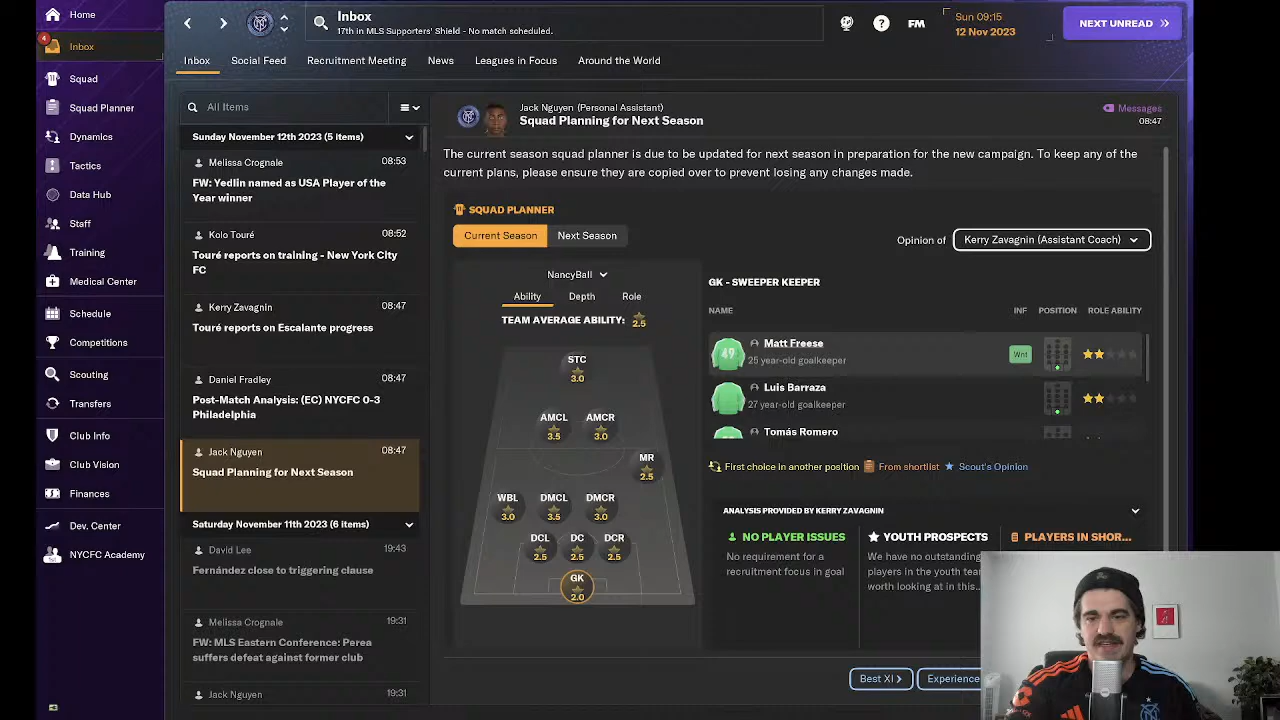 Home
4
Inbox
Squad
Squad Planner
Dynamics
Tactics
Data Hub
Staff
Training
Medical Center
Schedule
Competitions
Scouting
Transfers
Club Info
Club Vision
Finances
Dev. Center
NYCFC Academy
Inbox
17th in MLS Supporters' Shield - No match scheduled.
?
FM
Sun 09:15
12 Nov 2023
NEXT UNREAD
Inbox
Social Feed
Recruitment Meeting
News
Leagues in Focus
Around the World
All Items
Sunday November 12th 2023 (5 items)
Melissa Crognale
08:53
FW: Yedlin named as USA Player of the
Year winner
Kolo Touré
08:52
Touré reports on training - New York City
FC
Kerry Zavagnin
08:47
Touré reports on Escalante progress
Daniel Fradley
08:47
Post-Match Analysis: (EC) NYCFC 0-3
Philadelphia
Jack Nguyen
08:47
Squad Planning for Next Season
Saturday November 11th 2023 (6 items)
David Lee
19:43
Fernández close to triggering clause
Melissa Crognale
19:31
FW: MLS Eastern Conference: Perea
suffers defeat against former club
Jack Nguyen
19:31
Jack Nguyen (Personal Assistant)
Squad Planning for Next Season
Messages
08:47
The current season squad planner is due to be updated for next season in preparation for the new campaign. To keep any of the
current plans, please ensure they are copied over to prevent losing any changes made.
SQUAD PLANNER
Current Season
Next Season
Opinion of
Kerry Zavagnin (Assistant Coach)
NancyBall
Ability
Depth
Role
TEAM AVERAGE ABILITY:
2.5
STC
3.0
AMCL
3.5
AMCR
3.0
MR
2.5
WBL
3.0
DMCL
3.5
DMCR
3.0
DCL
2.5
DC
2.5
DCR
2.5
GK
2.0
GK - SWEEPER KEEPER
NAME
INF
POSITION
ROLE ABILITY
49
Matt Freese
25 year-old goalkeeper
Wnt
Luis Barraza
27 year-old goalkeeper
Tomás Romero
First choice in another position
From shortlist
Scout's Opinion
ANALYSIS PROVIDED BY KERRY ZAVAGNIN
NO PLAYER ISSUES
No requirement for a
recruitment focus in goal
YOUTH PROSPECTS
We have no outstanding
players in the youth team
worth looking at in this...
PLAYERS IN SHOR...
Best XI
Experience